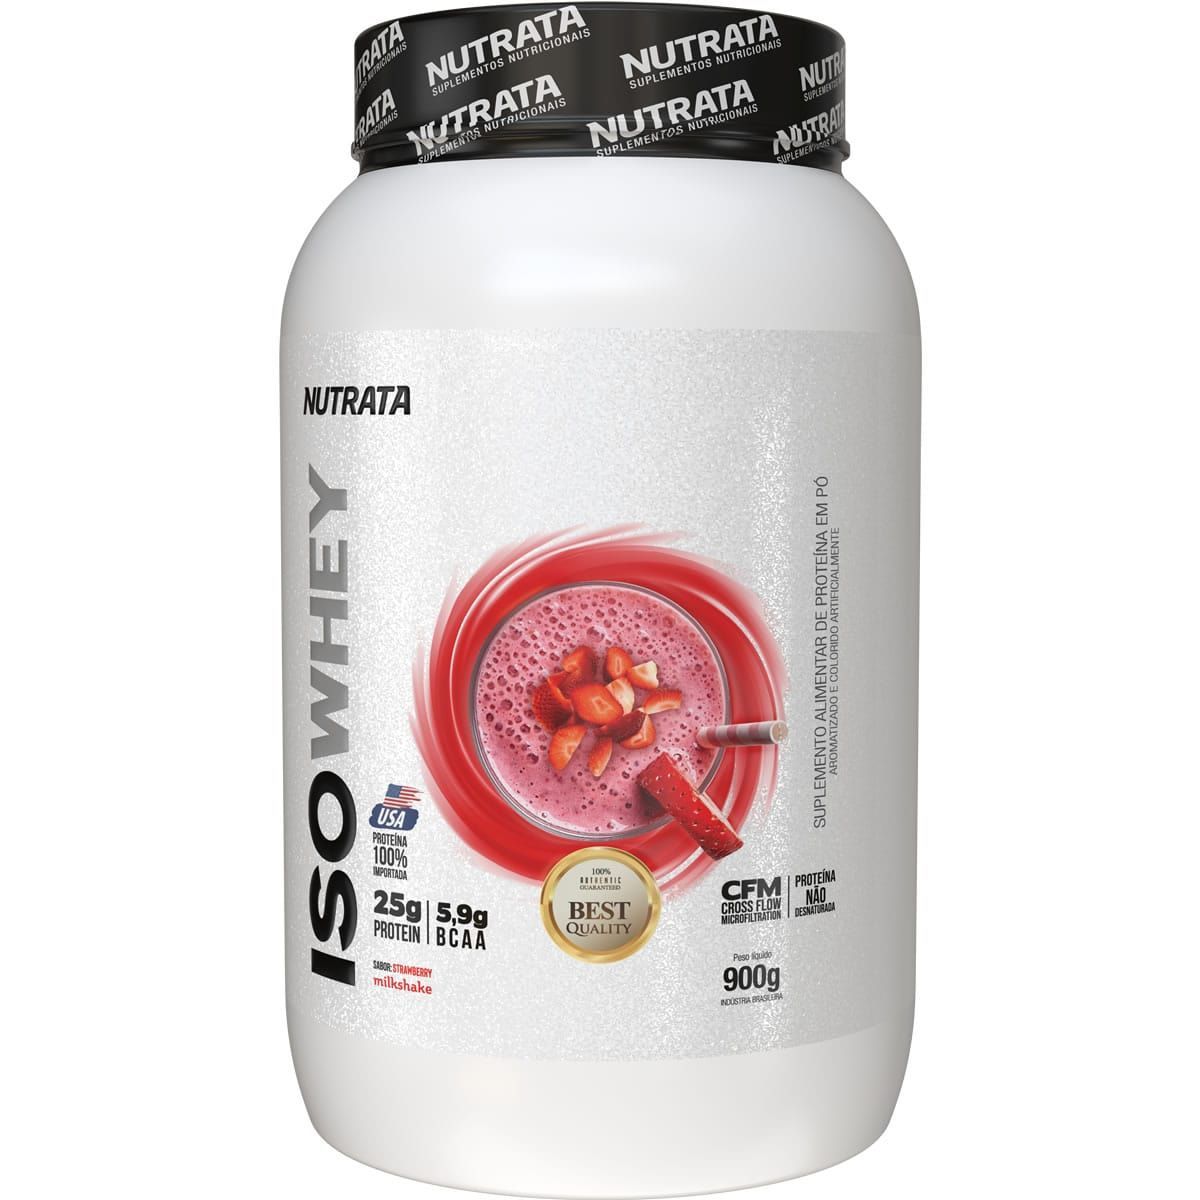 NUTRATA
SUPLEMENTOS NUTRICIONAIS
NUTRATA
SUPLEMENTOS NUTRICIONAIS
NUTRATA
SUPLEMENTOS NUTRICIONAIS
NUTRATA
SUPLEMENTOS NUTRICIONAIS
NUTRATA
ISOWHEY
USA
PROTEÍNA
100%
IMPORTADA
25g
PROTEIN
5,9g
BCAA
SABOR: STRAWBERRY
milkshake
100%
AUTHENTIC
GUARANTEED
BEST
QUALITY
CFM
CROSS FLOW
MICROFILTRATION
PROTEÍNA
NÃO
DESNATURADA
Peso líquido
900g
INDÚSTRIA BRASILEIRA
SUPLEMENTO ALIMENTAR DE PROTEÍNA EM PÓ
AROMATIZADO E COLORIDO ARTIFICIALMENTE